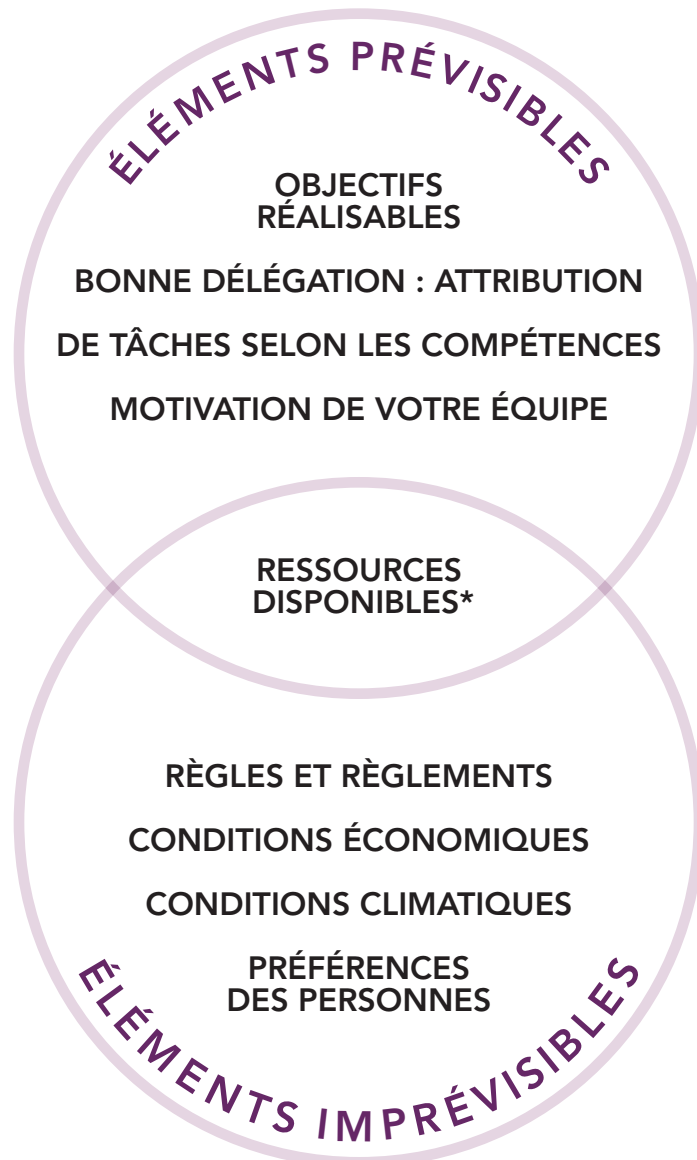 ÉLÉMENTS PRÉVISIBLES
OBJECTIFS
RÉALISABLES
BONNE DÉLÉGATION : ATTRIBUTION
DE TÂCHES SELON LES COMPÉTENCES
MOTIVATION DE VOTRE ÉQUIPE
RESSOURCES
DISPONIBLES*
RÈGLES ET RÈGLEMENTS
CONDITIONS ÉCONOMIQUES
CONDITIONS CLIMATIQUES
PRÉFÉRENCES
DES PERSONNES
ÉLÉMENTS IMPRÉVISIBLES